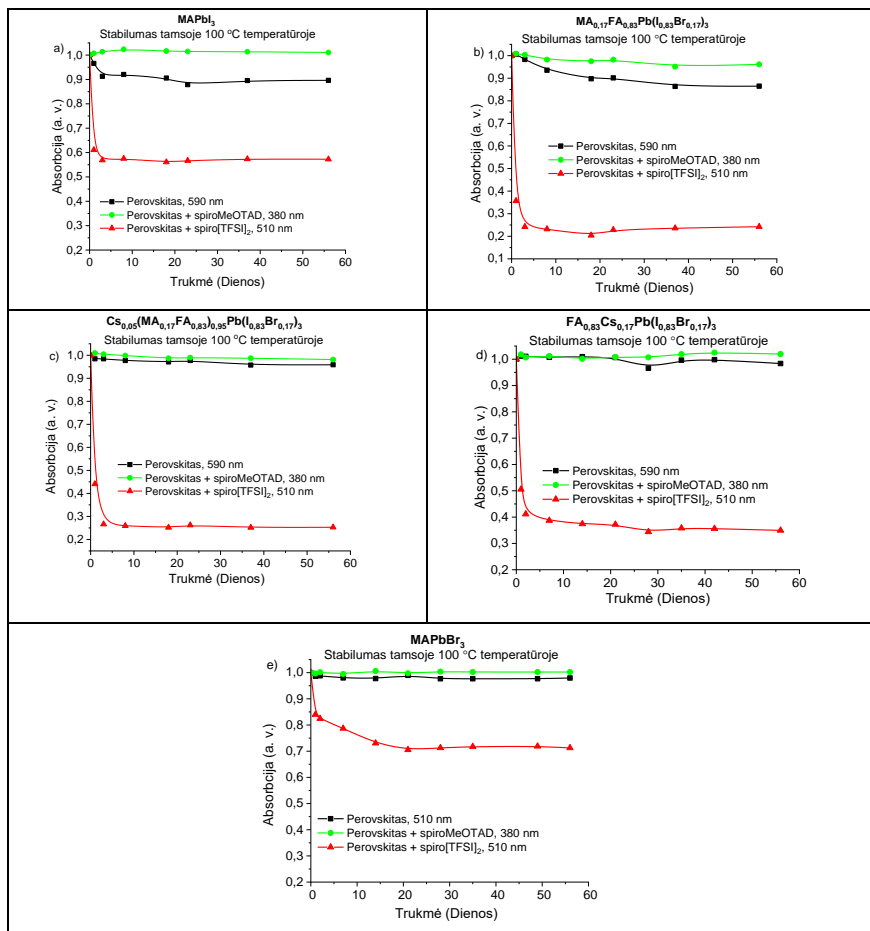 MAPbI₃
Stabilumas tamsoje 100 °C temperatūroje
a)
1,1
1,0
0,9
0,8
0,7
0,6
0,5
0,4
0,3
0,2
Absorbcija (a. v.)
Perovskitas, 590 nm
Perovskitas + spiroMeOTAD, 380 nm
Perovskitas + spiro[TFSI]₂, 510 nm
0 10 20 30 40 50 60
Trukmė (Dienos)
MA₀,₁₇FA₀,₈₃Pb(I₀,₈₃Br₀,₁₇)₃
Stabilumas tamsoje 100 °C temperatūroje
b)
1,0
0,9
0,8
0,7
0,6
0,5
0,4
0,3
0,2
0,1
Absorbcija (a. v.)
Perovskitas, 590 nm
Perovskitas + spiroMeOTAD, 380 nm
Perovskitas + spiro[TFSI]₂, 510 nm
0 10 20 30 40 50 60
Trukmė (Dienos)
Cs₀,₀₅(MA₀,₁₇FA₀,₈₃)₀,₉₅Pb(I₀,₈₃Br₀,₁₇)₃
Stabilumas tamsoje 100 °C temperatūroje
c)
1,0
0,9
0,8
0,7
0,6
0,5
0,4
0,3
0,2
Absorbcija (a. v.)
Perovskitas, 590 nm
Perovskitas + spiroMeOTAD, 380 nm
Perovskitas + spiro[TFSI]₂, 510 nm
0 10 20 30 40 50 60
Trukmė (Dienos)
FA₀,₈₃Cs₀,₁₇Pb(I₀,₈₃Br₀,₁₇)₃
Stabilumas tamsoje 100 °C temperatūroje
d)
1,1
1,0
0,9
0,8
0,7
0,6
0,5
0,4
0,3
0,2
Absorbcija (a. v.)
Perovskitas, 590 nm
Perovskitas + spiroMeOTAD, 380 nm
Perovskitas + spiro[TFSI]₂, 510 nm
0 10 20 30 40 50 60
Trukmė (Dienos)
MAPbBr₃
Stabilumas tamsoje 100 °C temperatūroje
e)
1,0
0,9
0,8
0,7
0,6
0,5
0,4
0,3
0,2
Absorbcija (a. v.)
Perovskitas, 510 nm
Perovskitas + spiroMeOTAD, 380 nm
Perovskitas + spiro[TFSI]₂, 510 nm
0 10 20 30 40 50 60
Trukmė (Dienos)